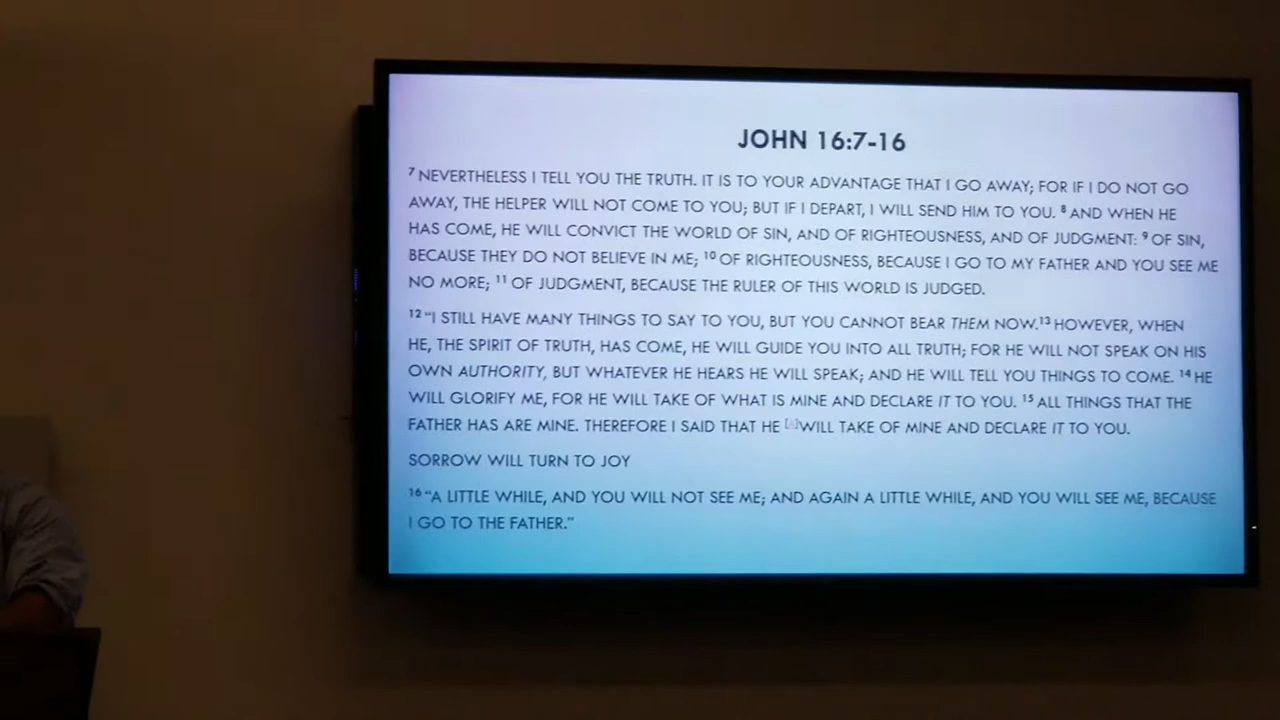 JOHN 16:7-16
7 NEVERTHELESS I TELL YOU THE TRUTH. IT IS TO YOUR ADVANTAGE THAT I GO AWAY; FOR IF I DO NOT GO
AWAY, THE HELPER WILL NOT COME TO YOU; BUT IF I DEPART, I WILL SEND HIM TO YOU. 8 AND WHEN HE
HAS COME, HE WILL CONVICT THE WORLD OF SIN, AND OF RIGHTEOUSNESS, AND OF JUDGMENT: 9 OF SIN,
BECAUSE THEY DO NOT BELIEVE IN ME; 10 OF RIGHTEOUSNESS, BECAUSE I GO TO MY FATHER AND YOU SEE ME
NO MORE; 11 OF JUDGMENT, BECAUSE THE RULER OF THIS WORLD IS JUDGED.
12 “I STILL HAVE MANY THINGS TO SAY TO YOU, BUT YOU CANNOT BEAR THEM NOW.13 HOWEVER, WHEN
HE, THE SPIRIT OF TRUTH, HAS COME, HE WILL GUIDE YOU INTO ALL TRUTH; FOR HE WILL NOT SPEAK ON HIS
OWN AUTHORITY, BUT WHATEVER HE HEARS HE WILL SPEAK; AND HE WILL TELL YOU THINGS TO COME. 14 HE
WILL GLORIFY ME, FOR HE WILL TAKE OF WHAT IS MINE AND DECLARE IT TO YOU. 15 ALL THINGS THAT THE
FATHER HAS ARE MINE. THEREFORE I SAID THAT HE WILL TAKE OF MINE AND DECLARE IT TO YOU.
SORROW WILL TURN TO JOY
16 “A LITTLE WHILE, AND YOU WILL NOT SEE ME; AND AGAIN A LITTLE WHILE, AND YOU WILL SEE ME, BECAUSE
I GO TO THE FATHER.”